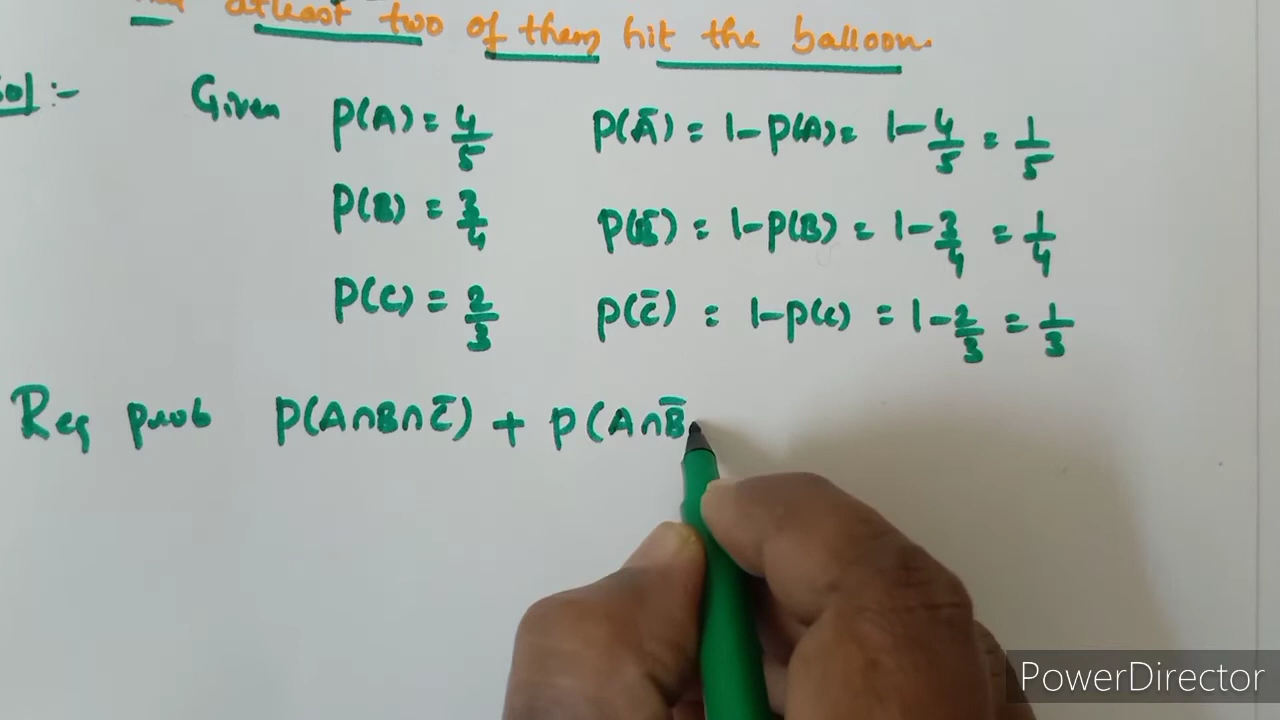 atleast two of them hit the balloon.
Sol :- Given P(A) = 4/5 P(Ā) = 1-P(A) = 1-4/5 = 1/5
P(B) = 3/4 P(B̄) = 1-P(B) = 1-3/4 = 1/4
P(C) = 2/3 P(C̄) = 1-P(C) = 1-2/3 = 1/3
Req prob P(A∩B∩C̄) + P(A∩B̄
PowerDirector